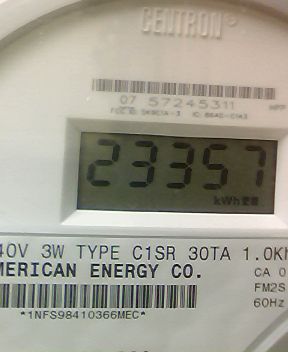 CENTRON®
07 57245311
23357
kWh
40V 3W TYPE C1SR 30TA 1.0Kh
MERICAN ENERGY CO.
CA 0
FM2S
60Hz
*1NFS98410366MEC*